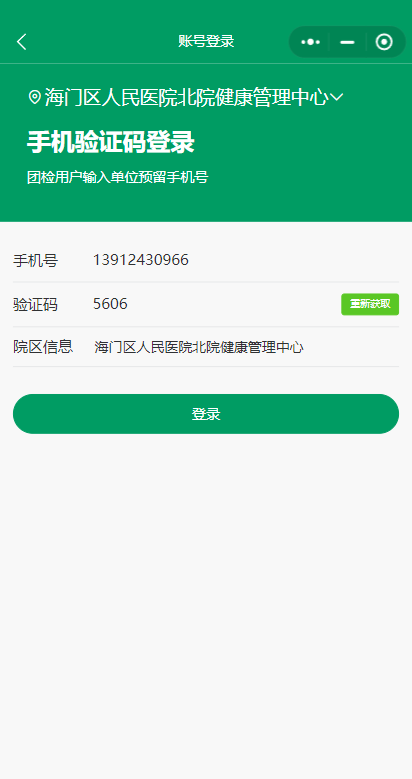 账号登录
海门区人民医院北院健康管理中心
手机验证码登录
团检用户输入单位预留手机号
手机号 13912430966
验证码 5606 重新获取
院区信息 海门区人民医院北院健康管理中心
登录